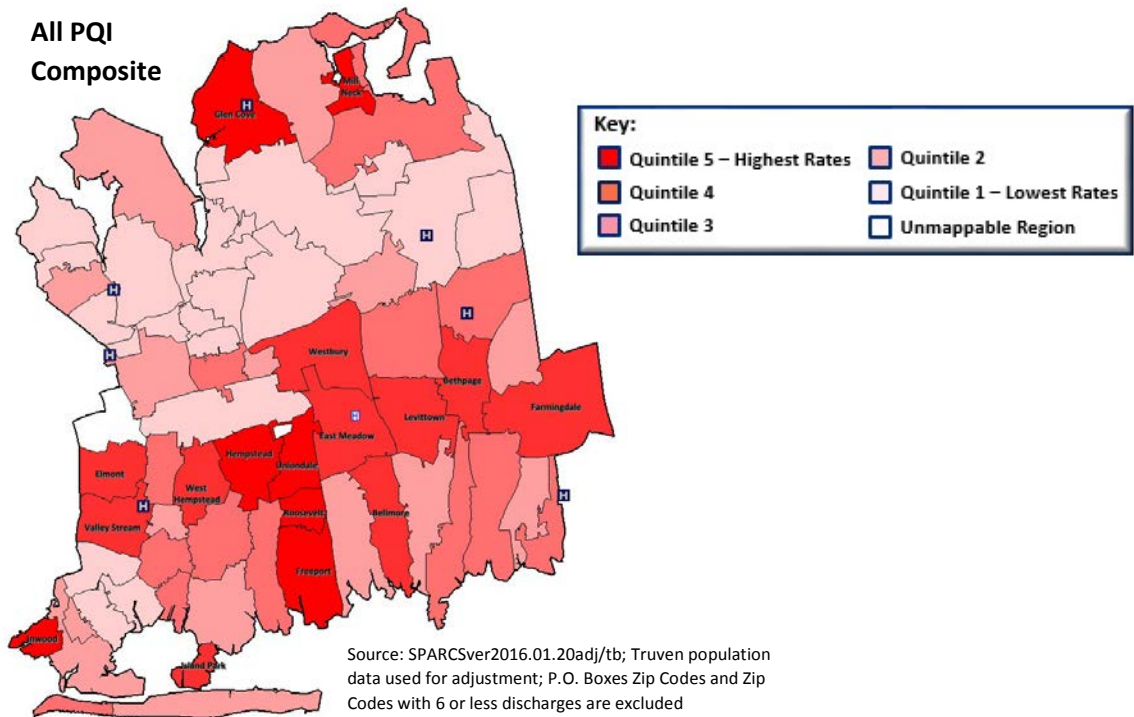 All PQI
Composite
Mill
Neck
Glen Cove
Key:
Quintile 5 – Highest Rates
Quintile 4
Quintile 3
Quintile 2
Quintile 1 – Lowest Rates
Unmappable Region
H
H
H
H
H
Westbury
Bethpage
Levittown
Farmingdale
H
East Meadow
Hempstead
Uniondale
Elmont
West
Hempstead
H
H
Valley Stream
Roosevelt
Bellmore
Freeport
Inwood
Island Park
Source: SPARCSver2016.01.20adj/tb; Truven population
data used for adjustment; P.O. Boxes Zip Codes and Zip
Codes with 6 or less discharges are excluded